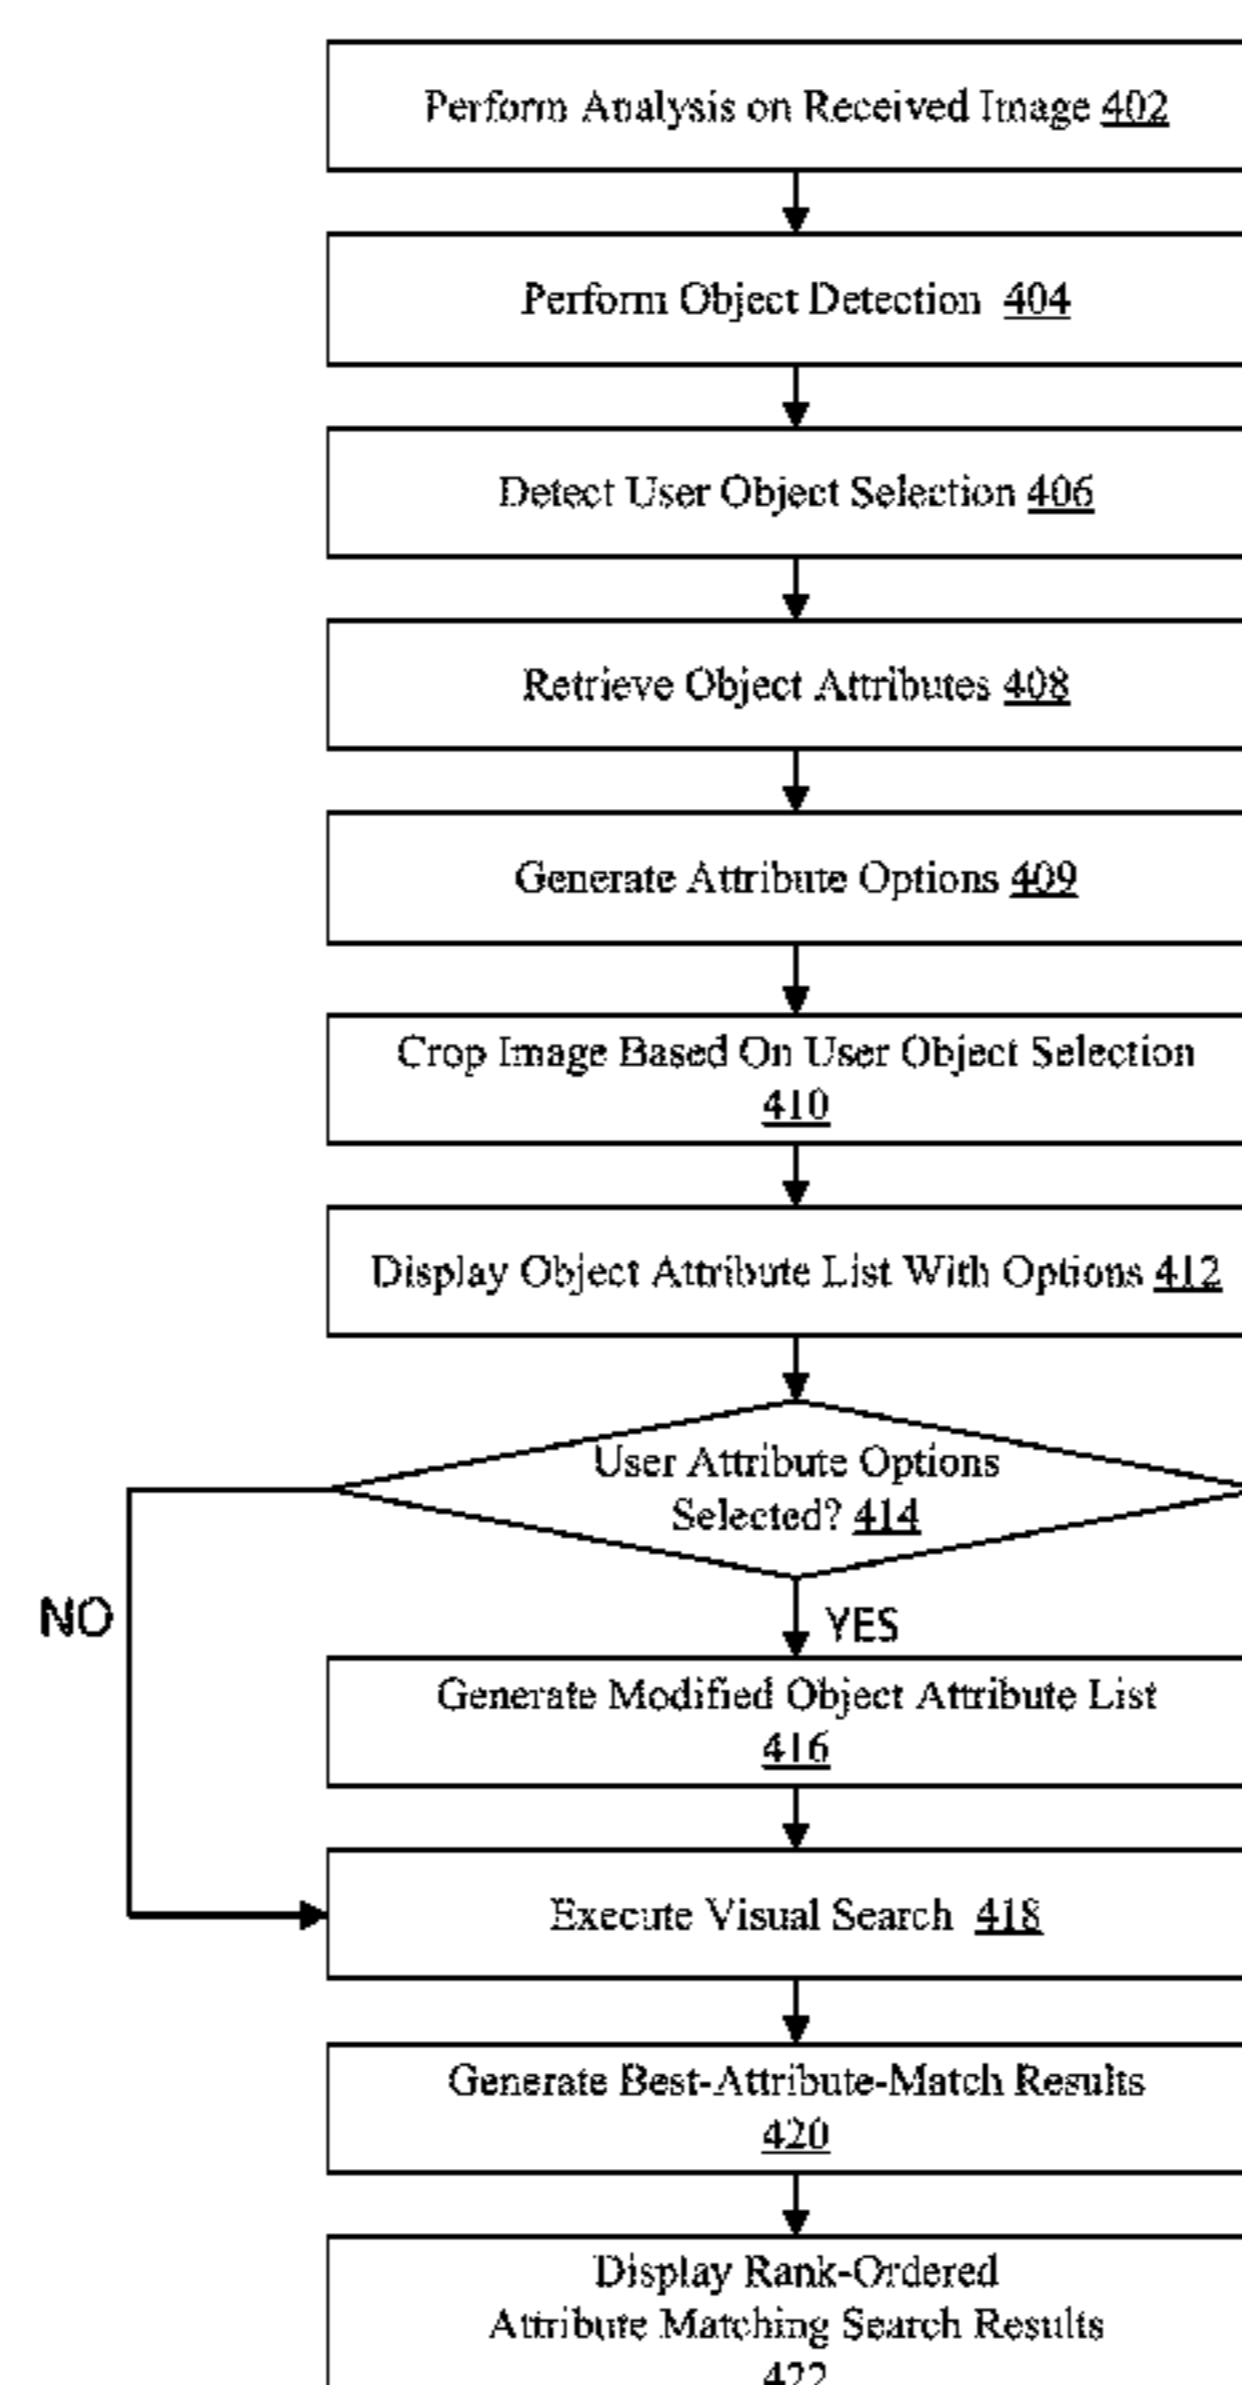 Perform Analysis on Received Image 402
Perform Object Detection 404
Detect User Object Selection 406
Retrieve Object Attributes 408
Generate Attribute Options 409
Crop Image Based On User Object Selection
410
Display Object Attribute List With Options 412
User Attribute Options
Selected? 414
NO
YES
Generate Modified Object Attribute List
416
Execute Visual Search 418
Generate Best-Attribute-Match Results
420
Display Rank-Ordered
Attribute Matching Search Results
422